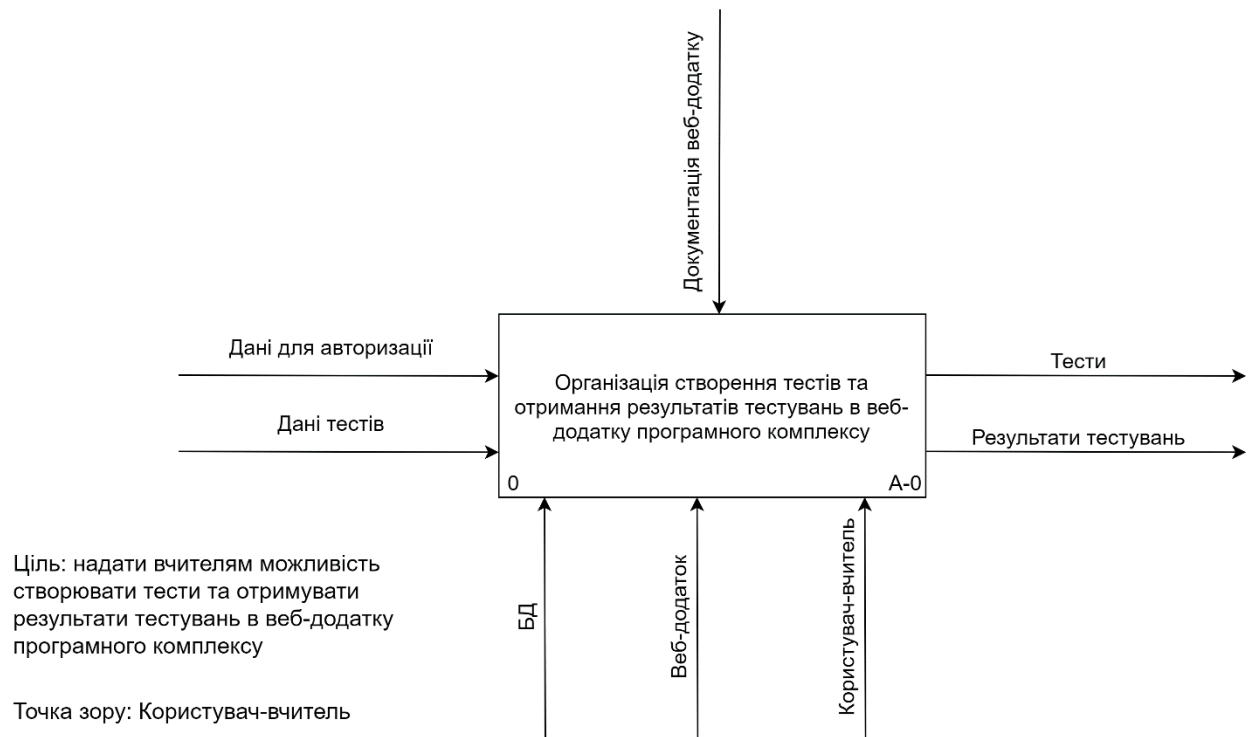 Документація веб-додатку
Дані для авторизації
Дані тестів
Організація створення тестів та
отримання результатів тестувань в веб-
додатку програмного комплексу
0
А-0
Тести
Результати тестувань
БД
Веб-додаток
Користувач-вчитель
Ціль: надати вчителям можливість
створювати тести та отримувати
результати тестувань в веб-додатку
програмного комплексу
Точка зору: Користувач-вчитель